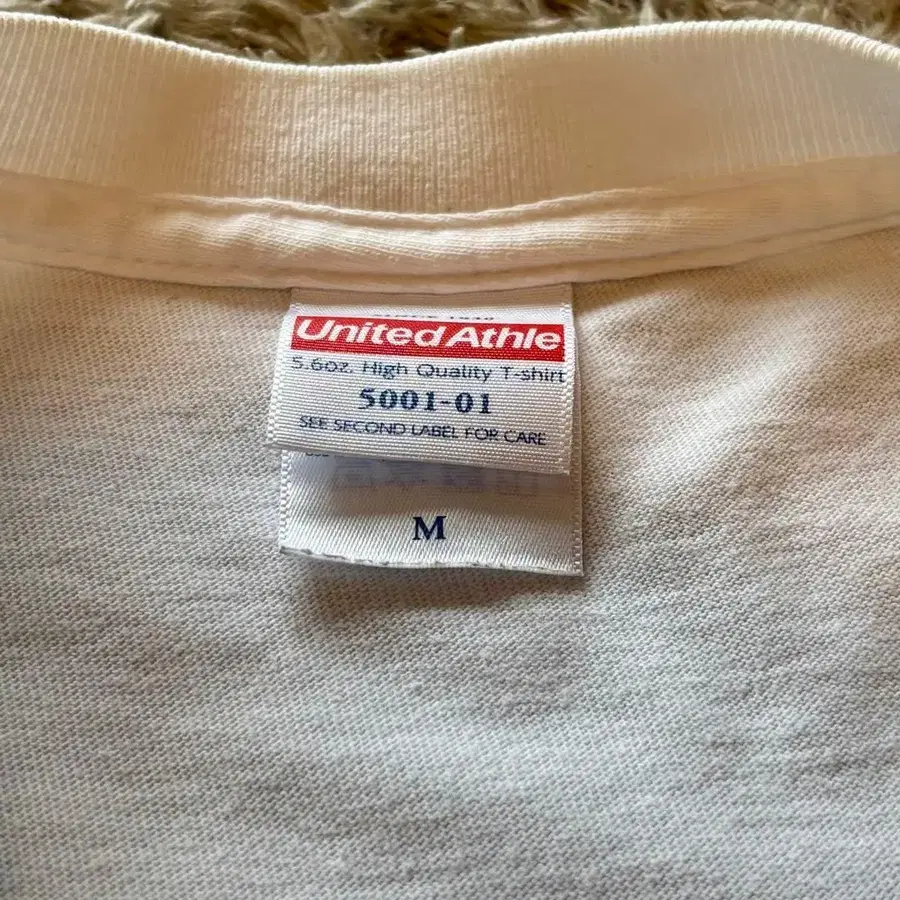 United Athle
5.6oz. High Quality T-shirt
5001-01
SEE SECOND LABEL FOR CARE
M